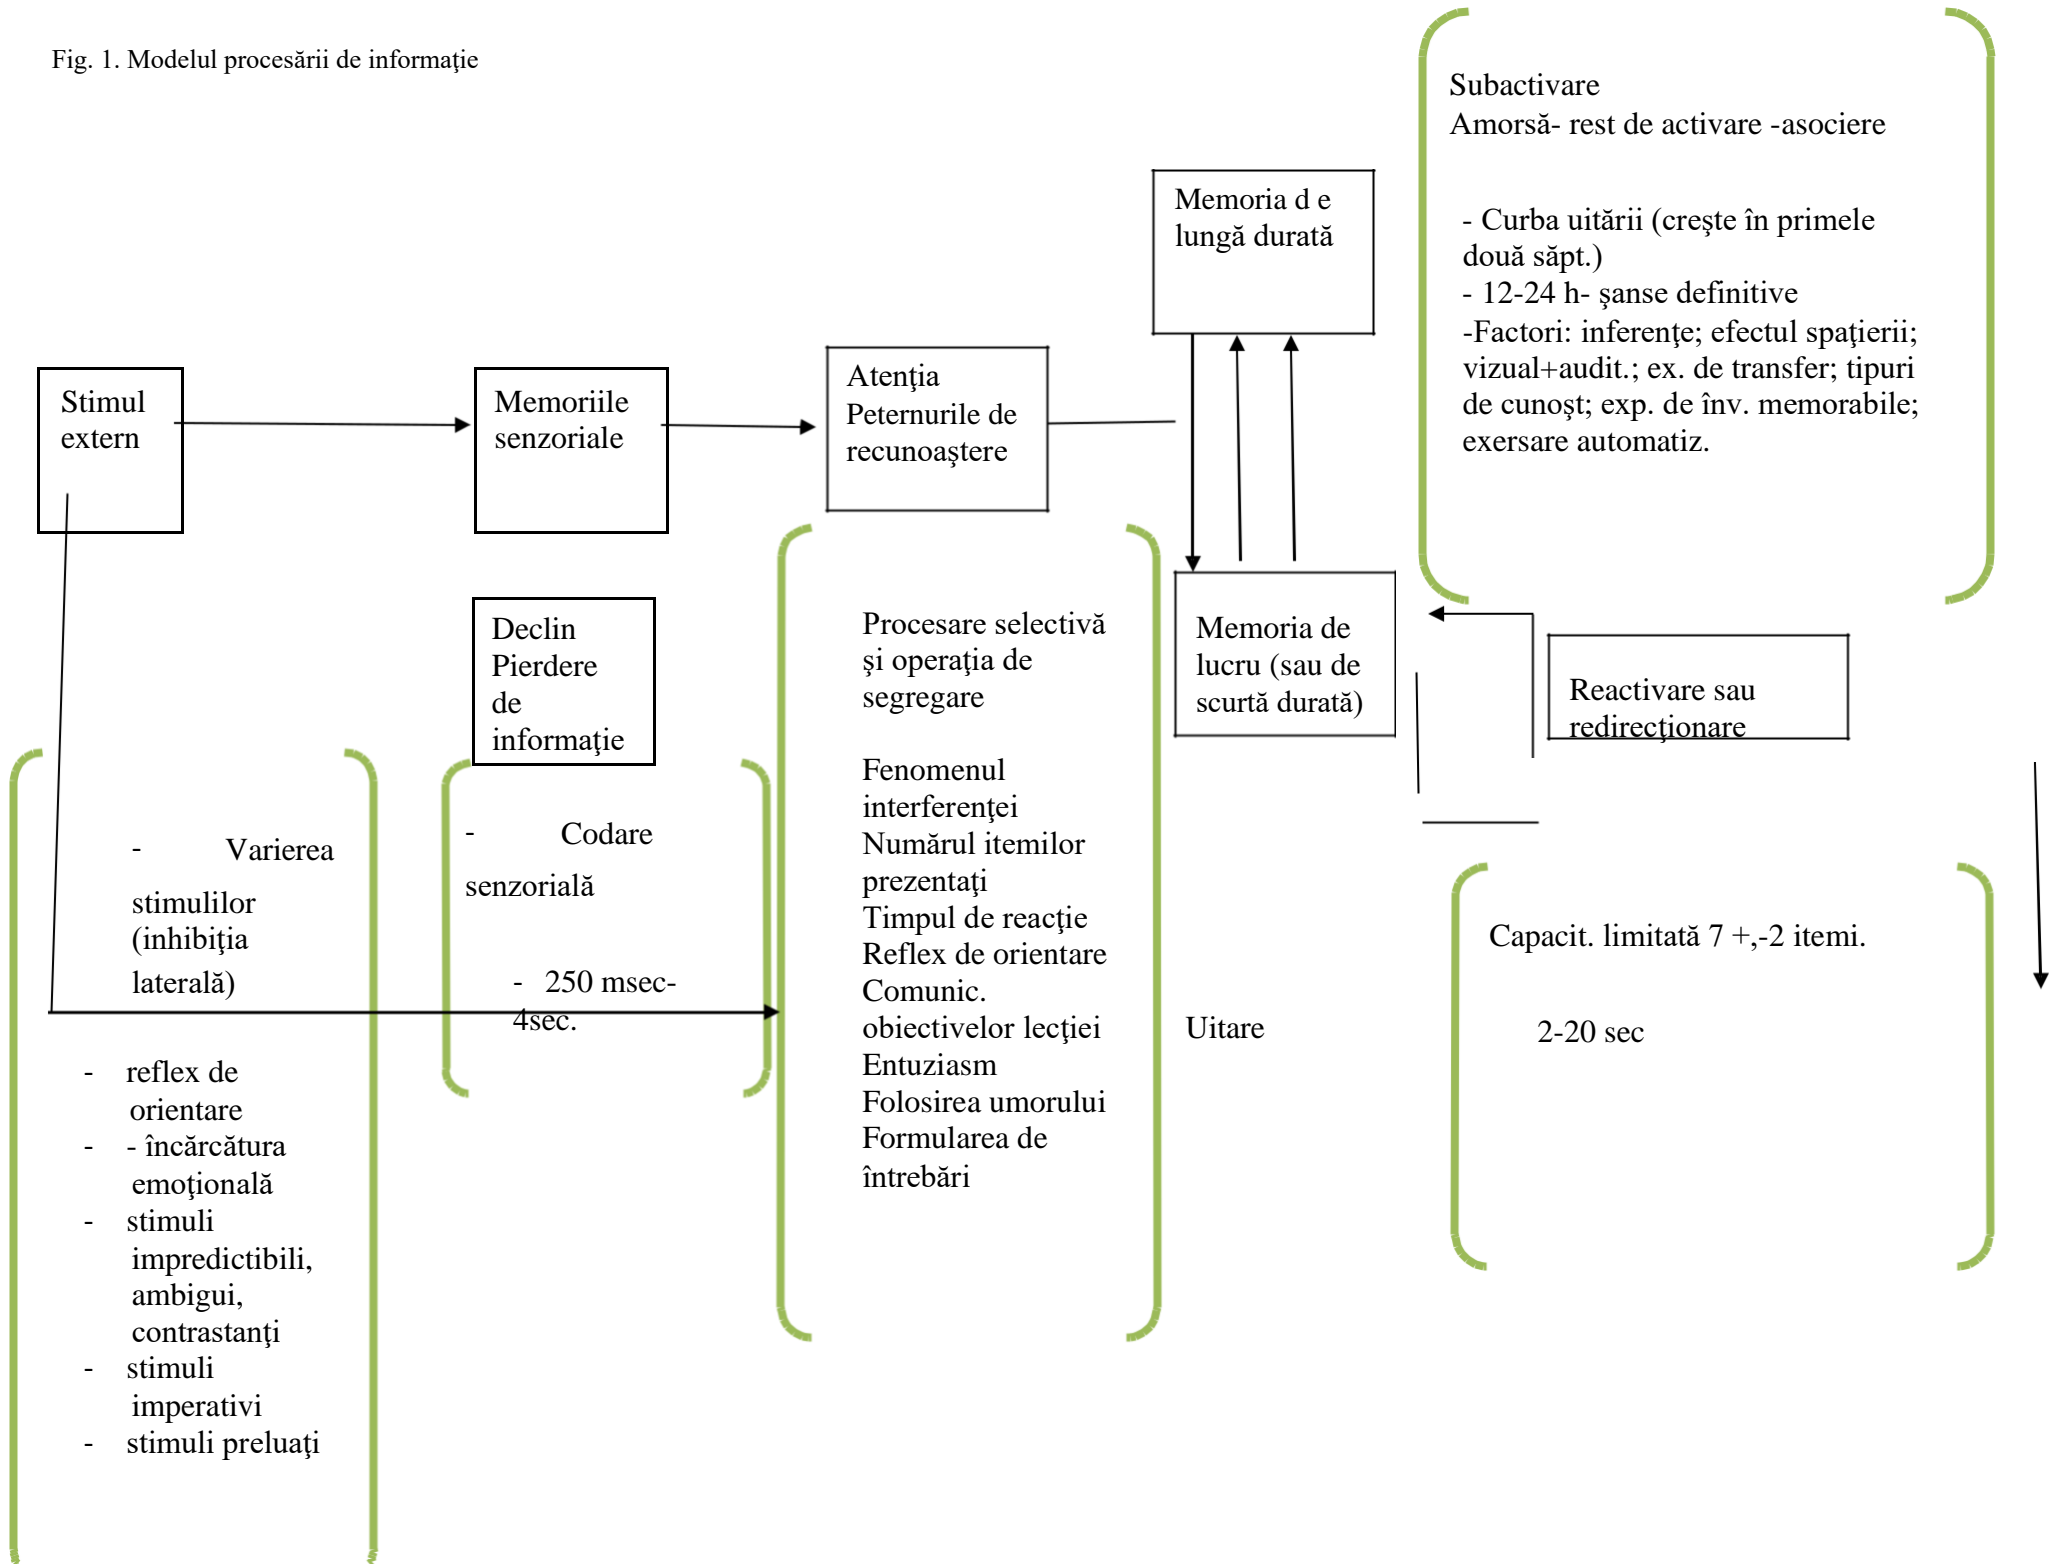 Fig. 1. Modelul procesării de informaţie
Subactivare
Amorsă- rest de activare -asociere
- Curba uitării (creşte în primele
două săpt.)
- 12-24 h- şanse definitive
-Factori: inferenţe; efectul spaţierii;
vizual+audit.; ex. de transfer; tipuri
de cunoşt; exp. de înv. memorabile;
exersare automatiz.
Memoria d e
lungă durată
Stimul
extern
Memoriile
senzoriale
Atenţia
Peternurile de
recunoaştere
Declin
Pierdere
de
informaţie
Procesare selectivă
şi operaţia de
segregare
Fenomenul
interferenţei
Numărul itemilor
prezentaţi
Timpul de reacţie
Reflex de orientare
Comunic.
obiectivelor lecţiei
Entuziasm
Folosirea umorului
Formularea de
întrebări
Memoria de
lucru (sau de
scurtă durată)
Reactivare sau
redirecţionare
- Varierea
stimulilor
(inhibiţia
laterală)
- reflex de
orientare
- - încărcătura
emoţională
- stimuli
impredictibili,
ambigui,
contrastanţi
- stimuli
imperativi
- stimuli preluaţi
- Codare
senzorială
- 250 msec-
4sec.
Uitare
Capacit. limitată 7 +,-2 itemi.
2-20 sec